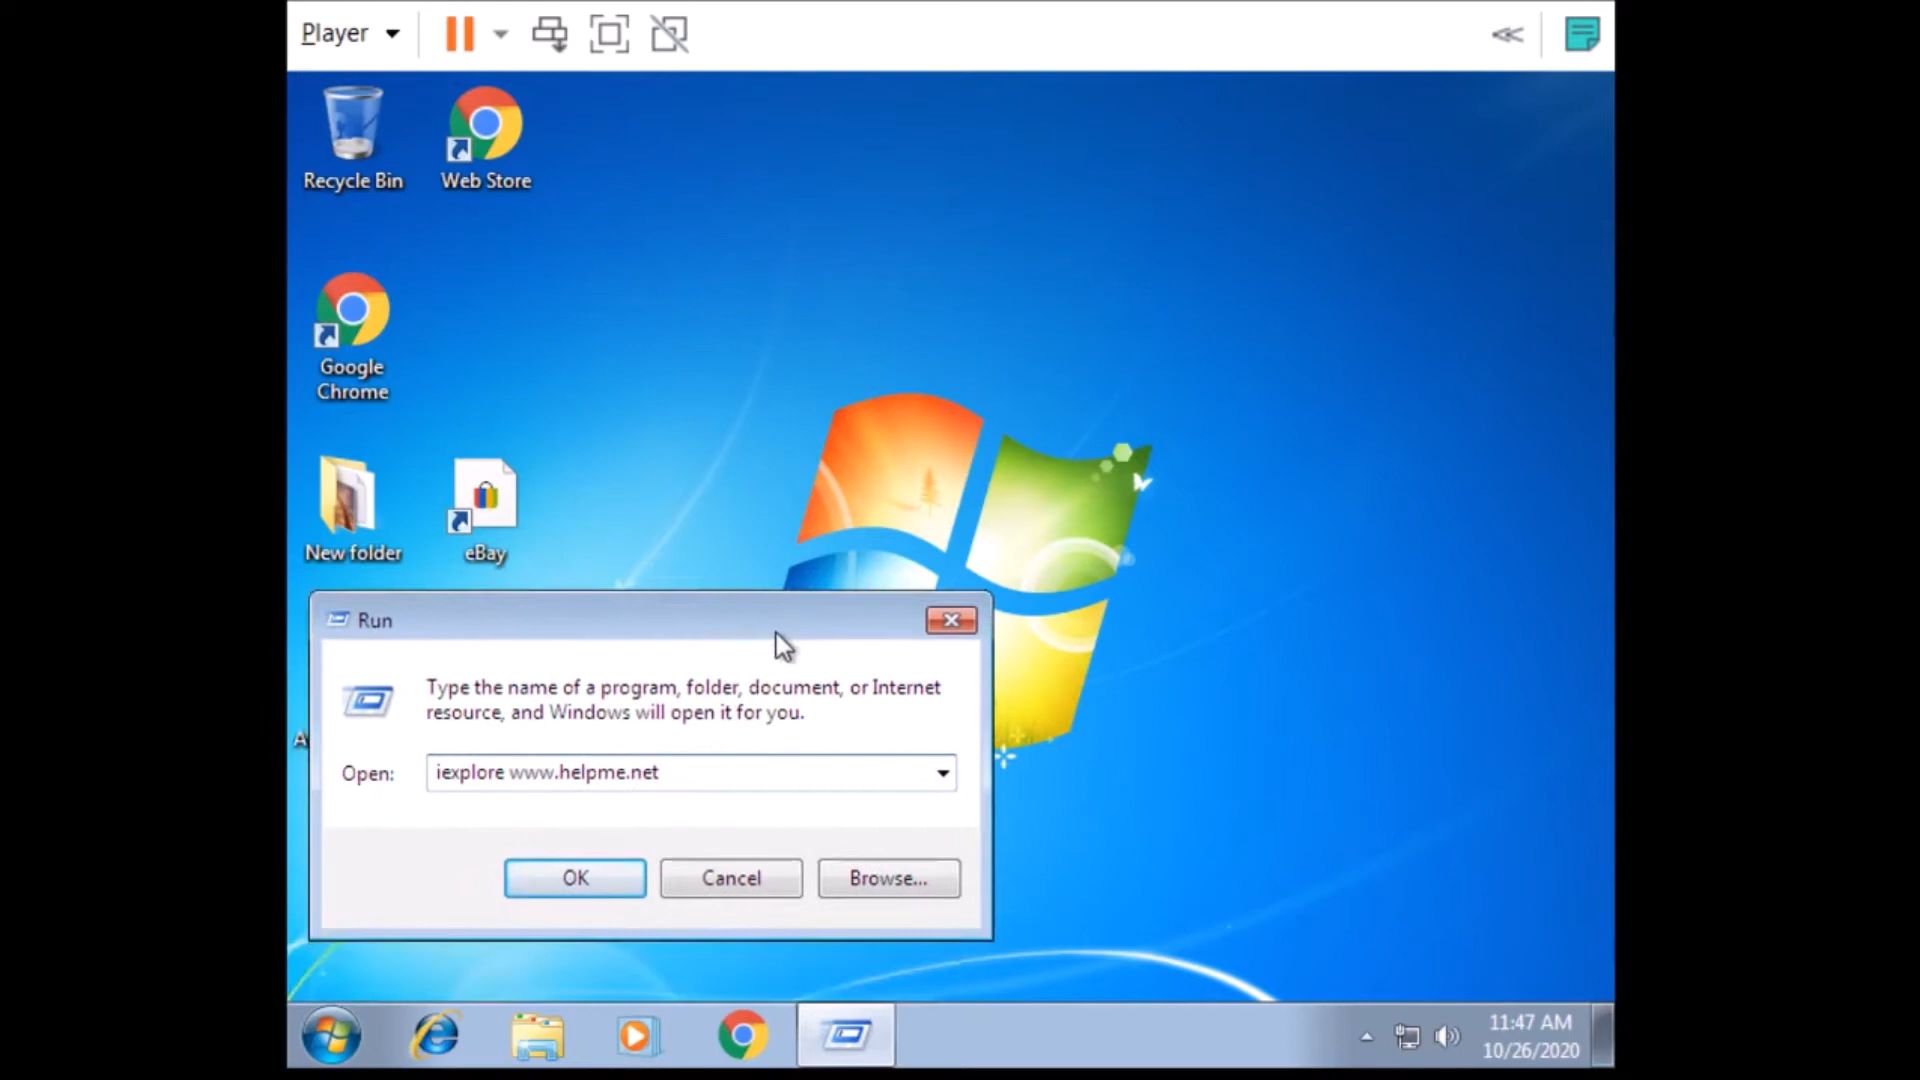 Player
Recycle Bin
Web Store
Google
Chrome
New folder
eBay
A
Run
Type the name of a program, folder, document, or Internet
resource, and Windows will open it for you.
Open:
iexplore www.helpme.net
OK
Cancel
Browse...
11:47 AM
10/26/2020